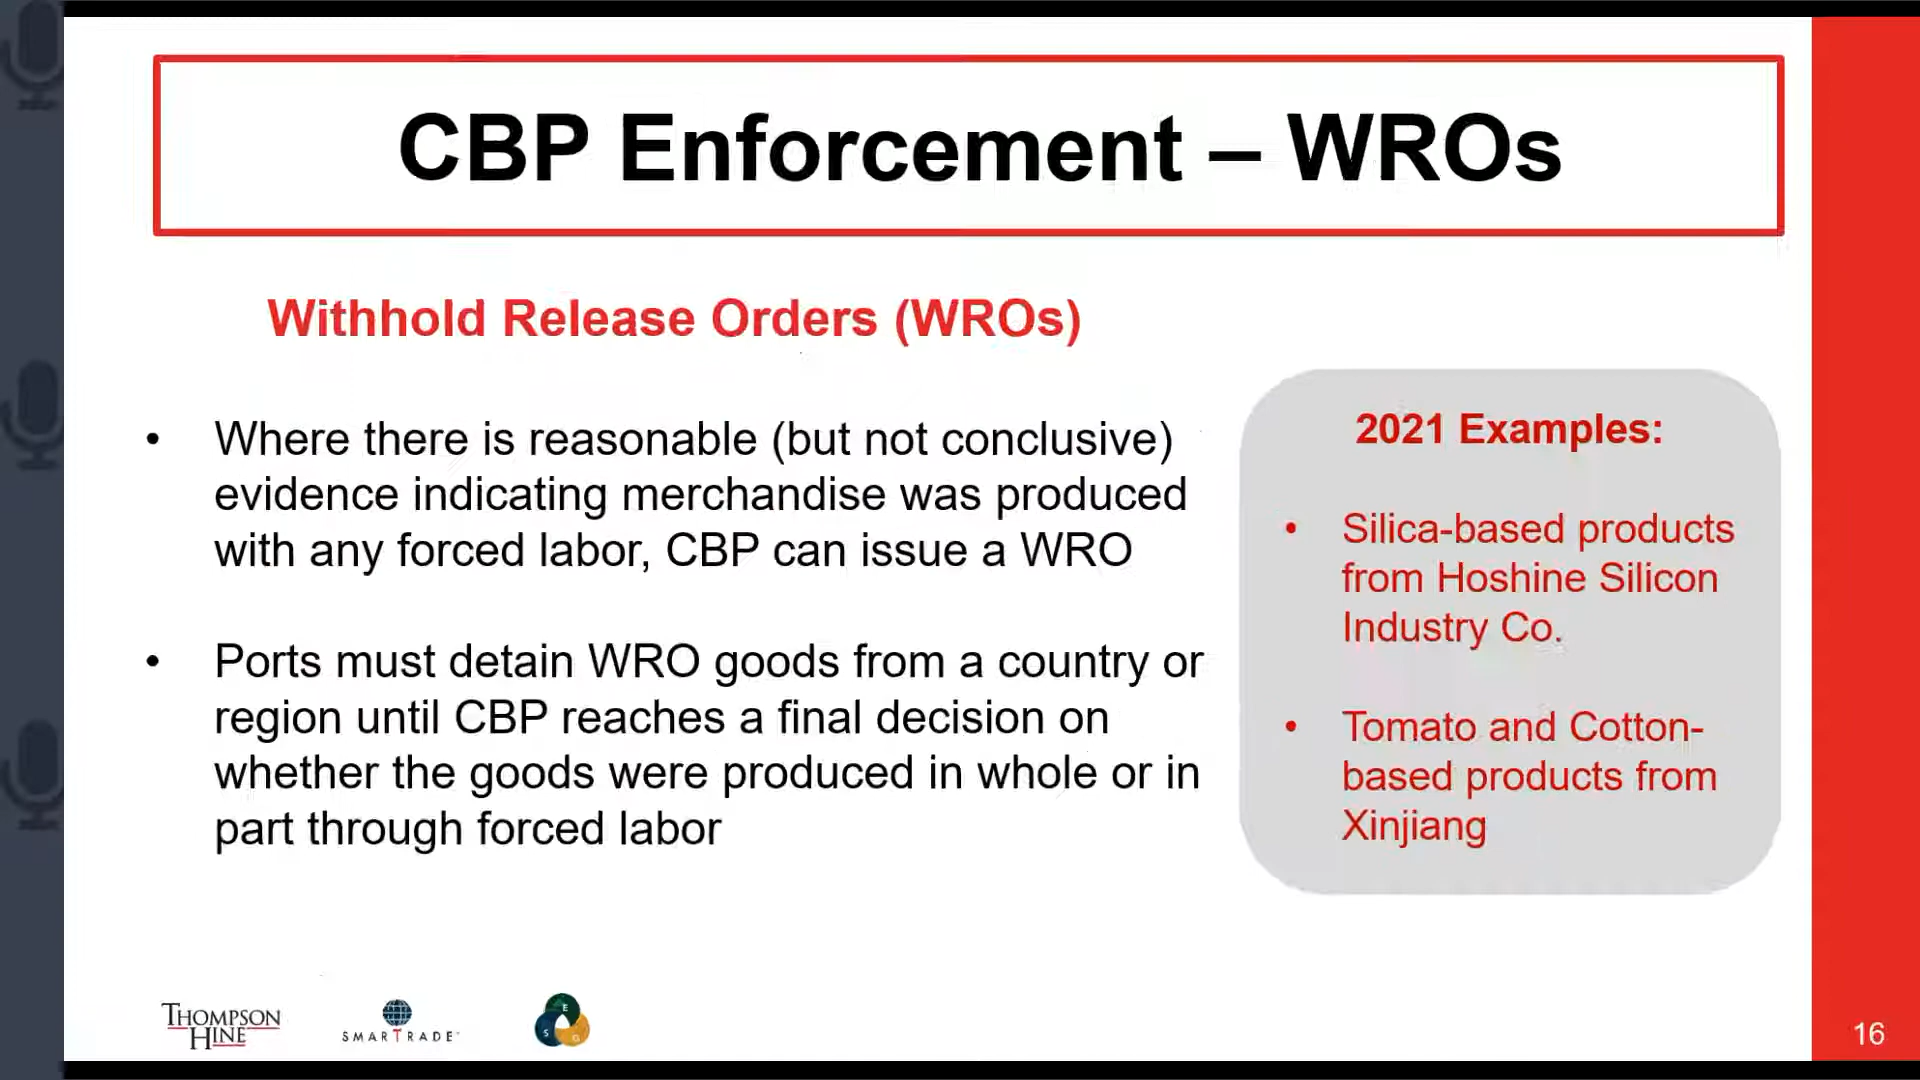 CBP Enforcement – WROs
Withhold Release Orders (WROs)
• Where there is reasonable (but not conclusive)
evidence indicating merchandise was produced
with any forced labor, CBP can issue a WRO
• Ports must detain WRO goods from a country or
region until CBP reaches a final decision on
whether the goods were produced in whole or in
part through forced labor
2021 Examples:
• Silica-based products
from Hoshine Silicon
Industry Co.
• Tomato and Cotton-
based products from
Xinjiang
THOMPSON
HINE
SMARTRADE
E
S
G
16